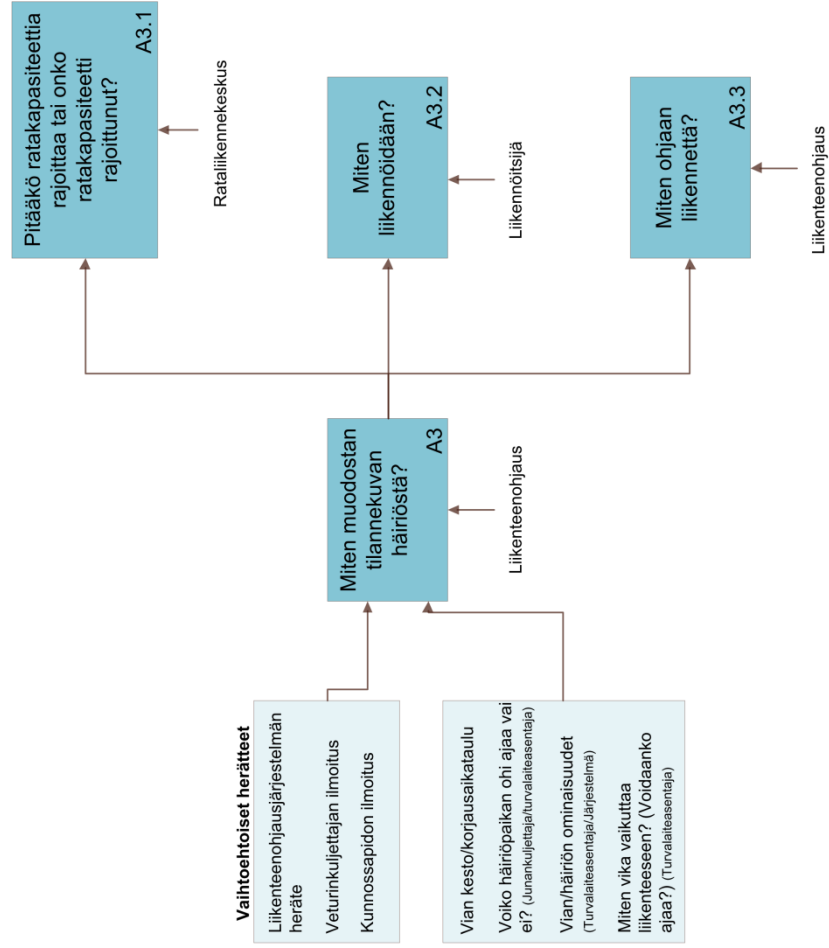 Vaihtoehtoiset herätteet
Liikenteenohjausjärjestelmän
heräte
Veturinkuljettajan ilmoitus
Kunnossapidon ilmoitus
Vian kesto/korjausaikataulu
Voiko häiriöpaikan ohi ajaa vai
ei? (Junankuljettaja/turvalaiteasentaja)
Vian/häiriön ominaisuudet
(Turvalaiteasentaja/Järjestelmä)
Miten vika vaikuttaa
liikenteeseen? (Voidaanko
ajaa?) (Turvalaiteasentaja)
Miten muodostan
tilannekuvan
häiriöstä?
A3
Liikenteenohjaus
Pitääkö ratakapasiteettia
rajoittaa tai onko
ratakapasiteetti
rajoittunut?
A3.1
Rataliikennekeskus
Miten
liikennöidään?
A3.2
Liikennöitsijä
Miten ohjaan
liikennettä?
A3.3
Liikenteenohjaus